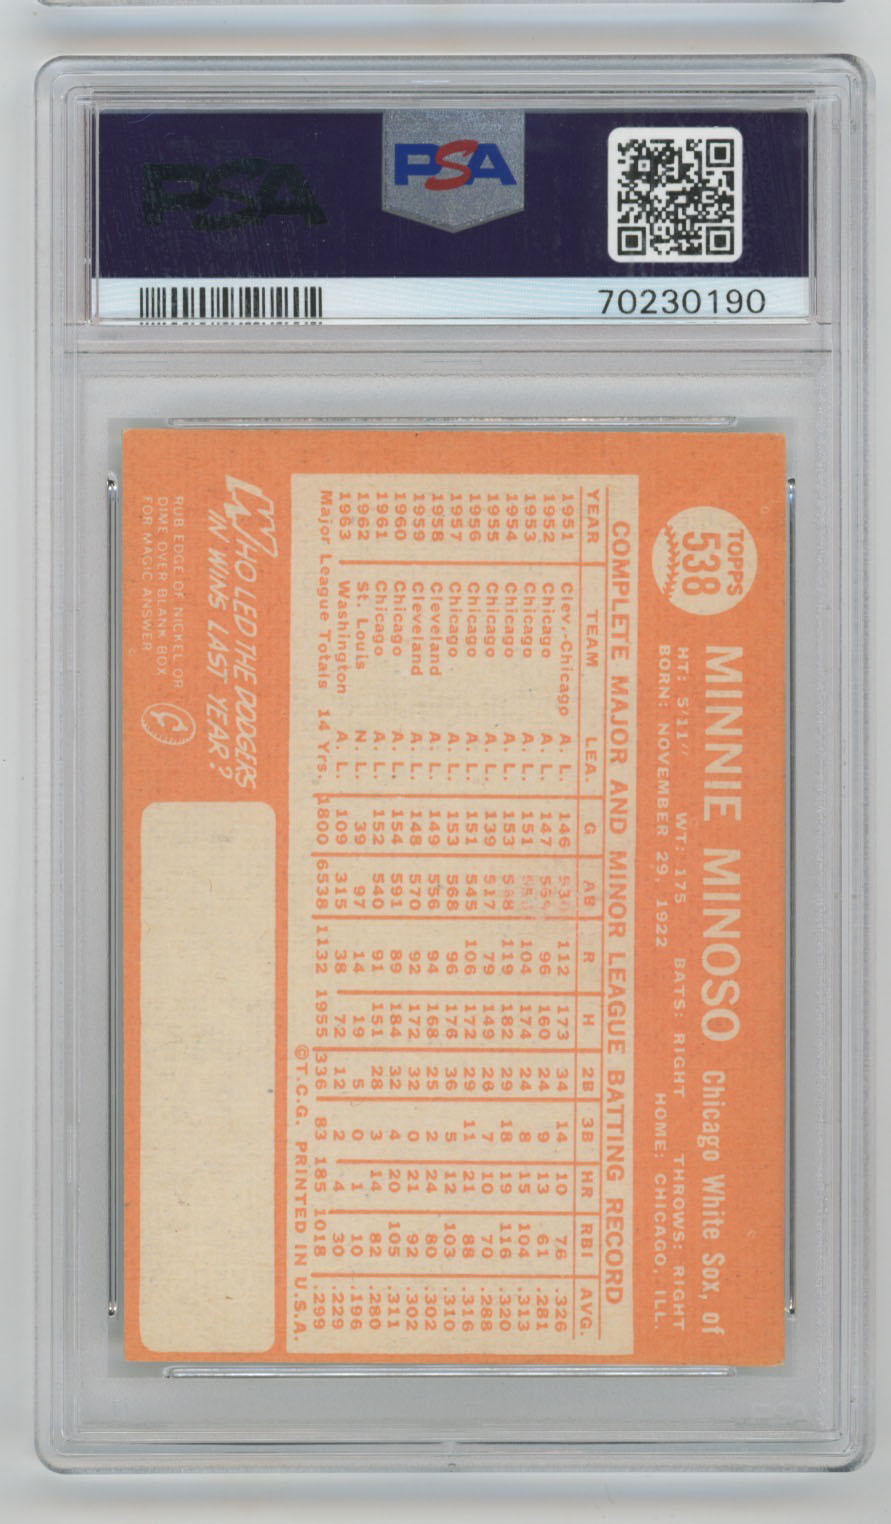 PSA
PSA
70230190
TOPPS
538
MINNIE MINOSO Chicago White Sox, of
HT: 5'11" WT: 175 BATS: RIGHT THROWS: RIGHT
BORN: NOVEMBER 29, 1922 HOME: CHICAGO, ILL.
COMPLETE MAJOR AND MINOR LEAGUE BATTING RECORD
YEAR TEAM LEA. G AB R H 2B 3B HR RBI AVG.
1951 Clev.-Chicago A. L. 146 530 112 173 34 14 10 76 .326
1952 Chicago A. L. 147 96 160 24 9 13 61 .281
1953 Chicago A. L. 151 104 174 24 8 15 104 .313
1954 Chicago A. L. 153 568 119 182 29 18 19 116 .320
1955 Chicago A. L. 139 517 79 149 26 7 10 70 .288
1956 Chicago A. L. 151 545 106 172 29 11 21 88 .316
1957 Chicago A. L. 153 568 96 176 36 5 12 103 .310
1958 Cleveland A. L. 149 556 94 168 25 2 24 80 .302
1959 Cleveland A. L. 148 570 92 172 32 0 21 92 .302
1960 Chicago A. L. 154 591 89 184 32 4 20 105 .311
1961 Chicago A. L. 152 540 91 151 28 3 14 82 .280
1962 St. Louis N. L. 39 97 14 19 5 0 1 10 .196
1963 Washington A. L. 109 315 38 72 12 2 4 30 .229
Major League Totals 14 Yrs. 1800 6538 1132 1955 336 83 185 1018 .299
©T.C.G. PRINTED IN U.S.A.
WHO LED THE DODGERS
IN WINS LAST YEAR?
RUB EDGE OF NICKEL OR
DIME OVER BLANK BOX
FOR MAGIC ANSWER